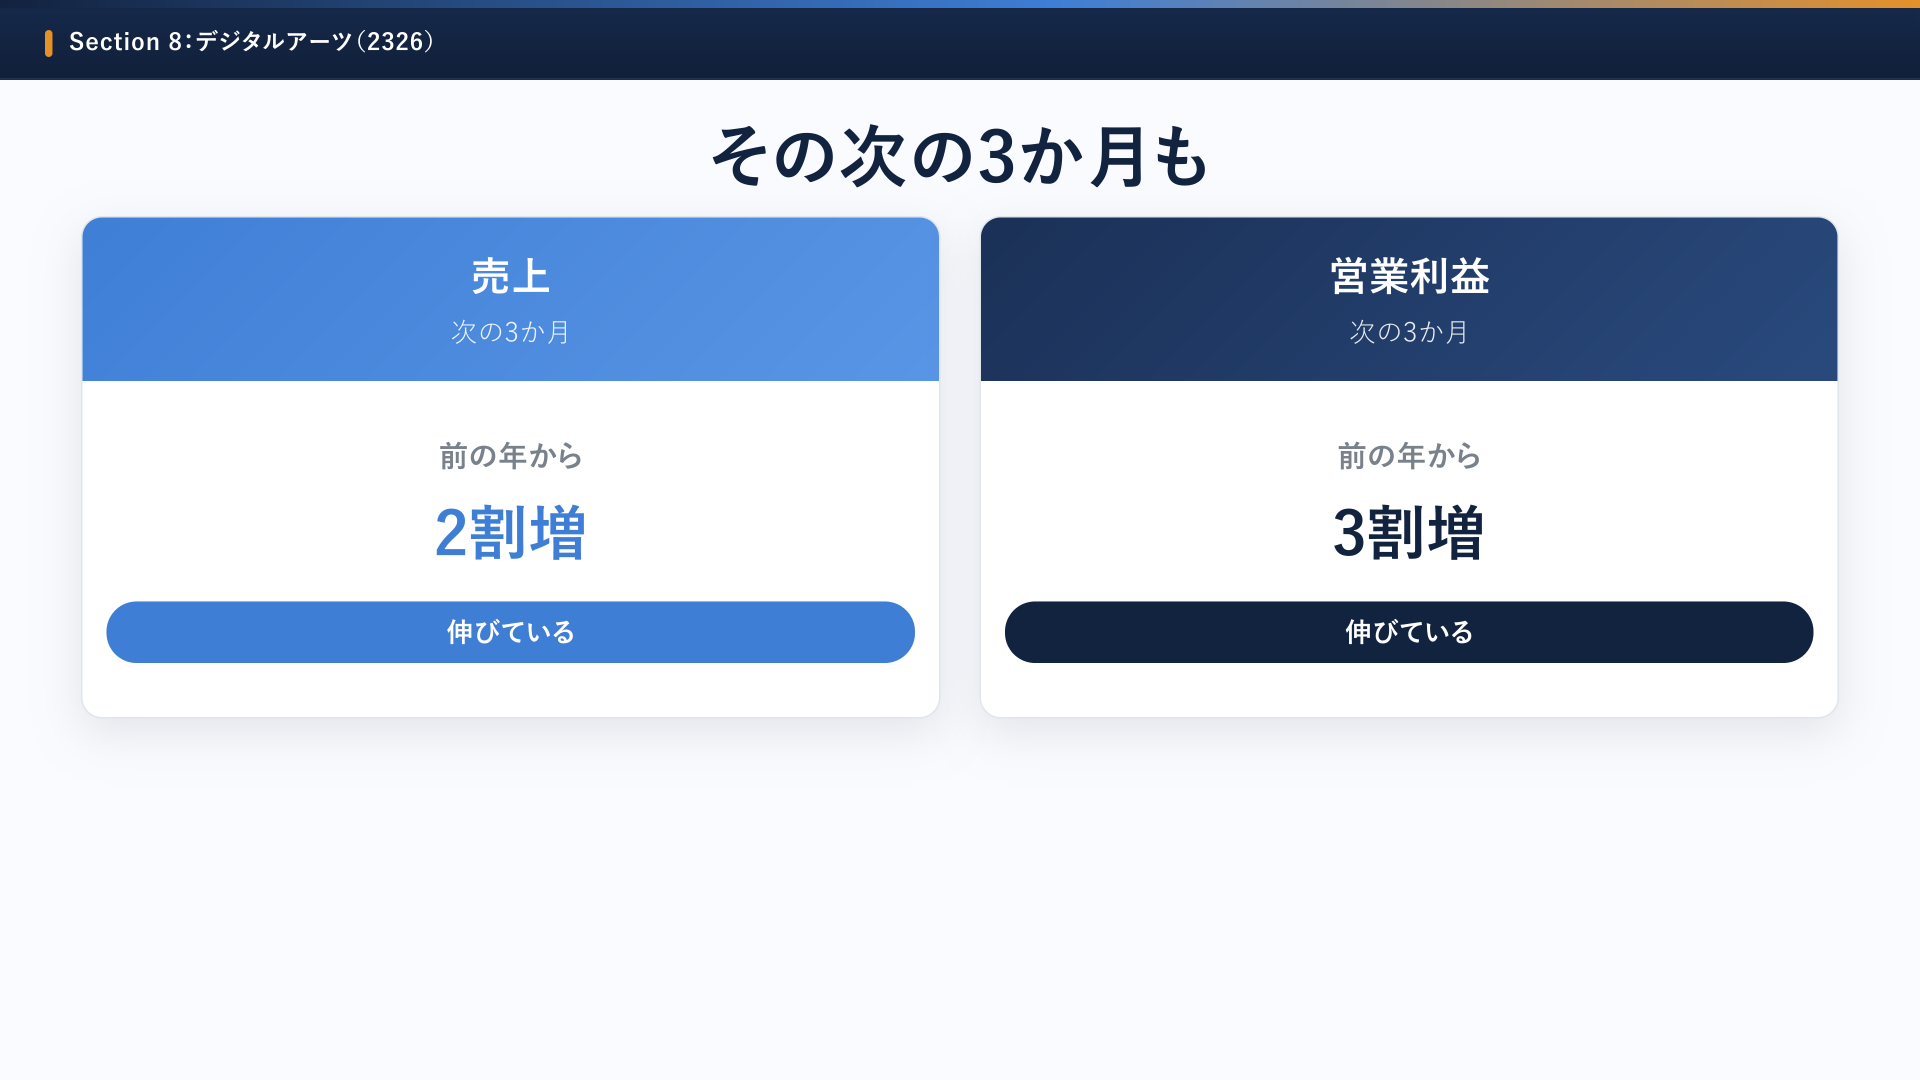 Section 8：デジタルアーツ（2326）
その次の3か月も
売上
次の3か月
前の年から
2割増
伸びている
営業利益
次の3か月
前の年から
3割増
伸びている